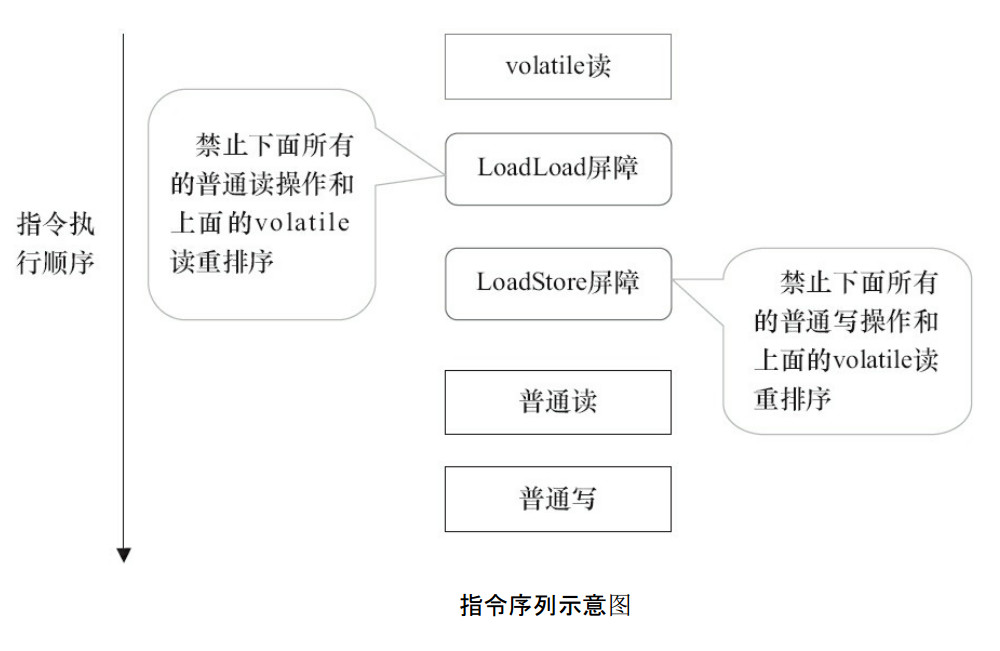 volatile读
禁止下面所有
的普通读操作和
上面的volatile
读重排序
LoadLoad屏障
指令执
行顺序
LoadStore屏障
禁止下面所有
的普通写操作和
上面的volatile读
重排序
普通读
普通写
指令序列示意图